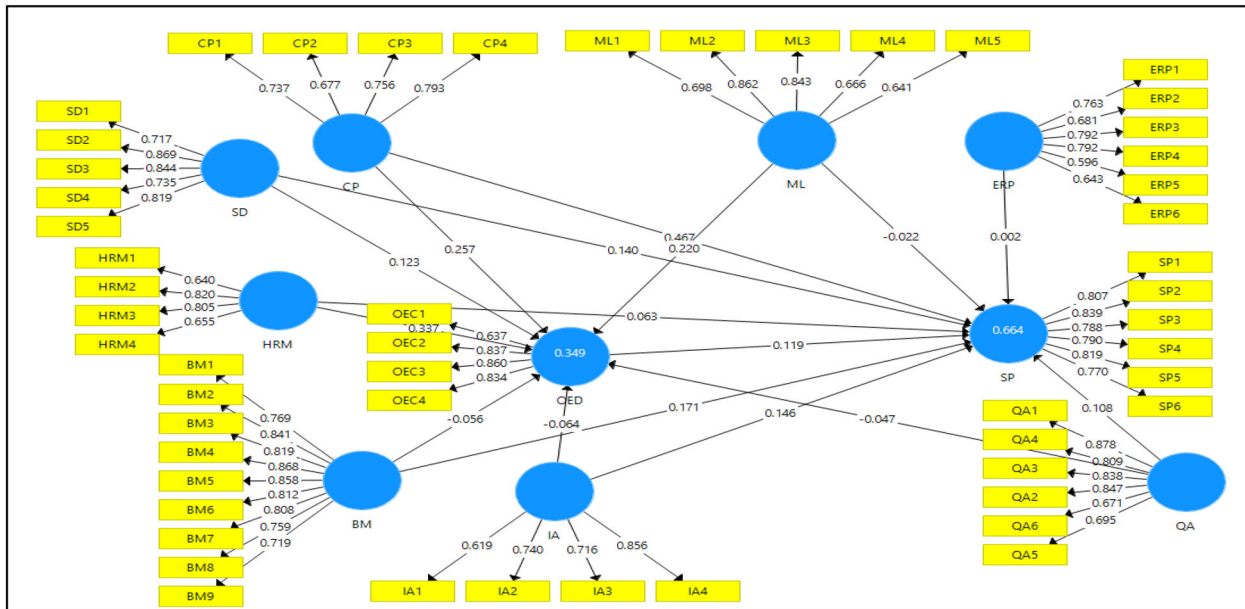 CP1 CP2 CP3 CP4
0.737 0.677 0.756 0.793
CP
ML1 ML2 ML3 ML4 ML5
0.698 0.862 0.843 0.666 0.641
ML
ERP1
ERP2
ERP3
ERP4
ERP5
ERP6
0.763
0.681
0.792
0.792
0.596
0.643
ERP
SD1
SD2
SD3
SD4
SD5
0.717
0.869
0.844
0.735
0.819
SD
0.467
0.220
0.140
-0.022
0.002
0.257
0.123
HRM1
HRM2
HRM3
HRM4
0.640
0.820
0.805
0.655
HRM
0.063
0.337
OEC1
OEC2
OEC3
OEC4
0.637
0.837
0.860
0.834
0.349
OED
0.119
SP1
SP2
SP3
SP4
SP5
SP6
0.807
0.839
0.788
0.790
0.819
0.770
0.664
SP
BM1
BM2
BM3
BM4
BM5
BM6
BM7
BM8
BM9
0.769
0.841
0.819
0.868
0.858
0.812
0.808
0.759
0.719
BM
-0.056
-0.064
0.171
0.146
-0.047
0.108
QA1
QA4
QA3
QA2
QA6
QA5
0.878
0.809
0.838
0.847
0.671
0.695
QA
IA
0.619 0.740 0.716 0.856
IA1 IA2 IA3 IA4